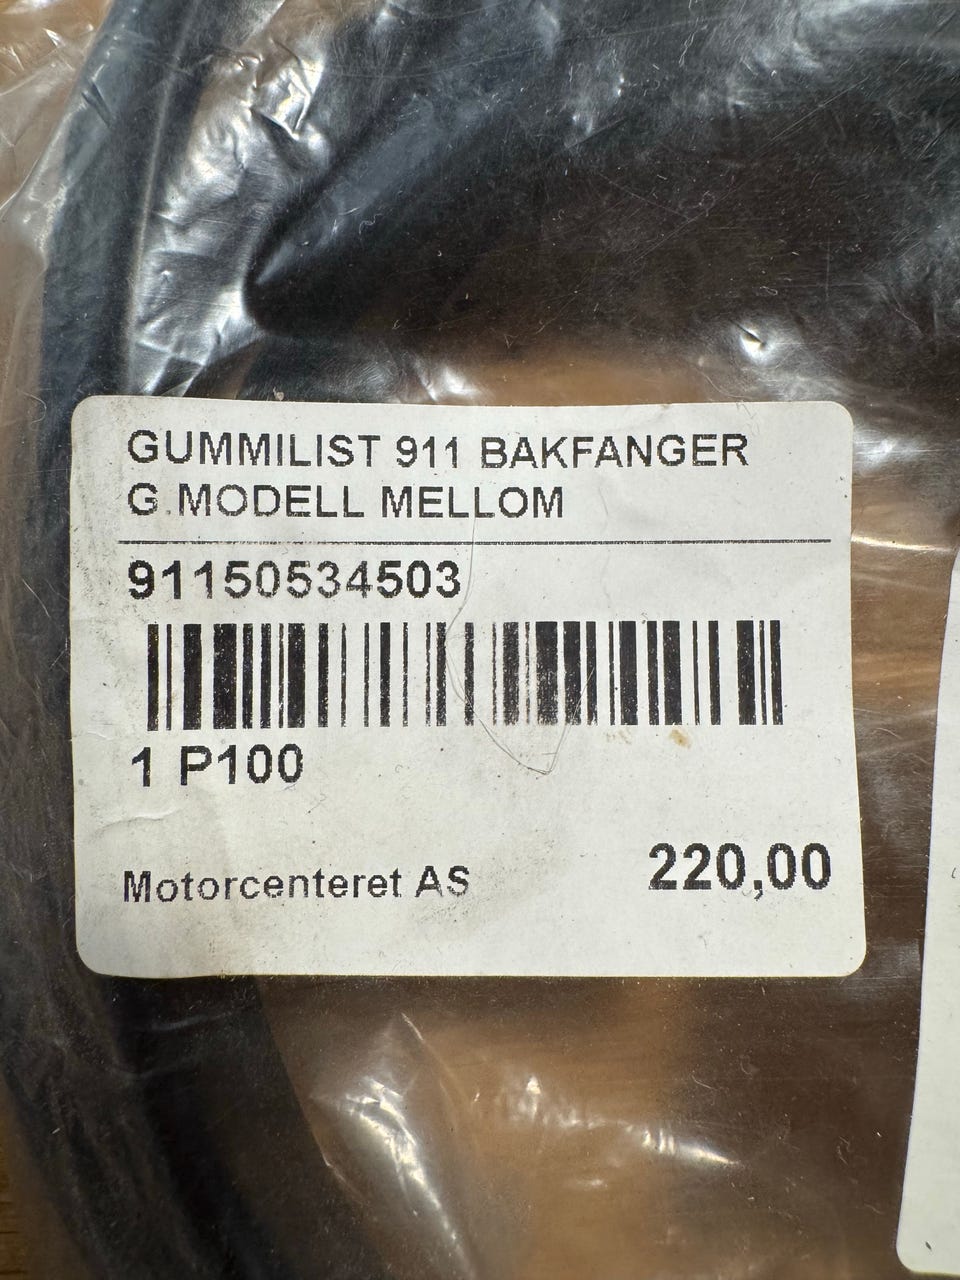 GUMMILIST 911 BAKFANGER
G.MODELL MELLOM
91150534503
1 P100
Motorcenteret AS
220,00